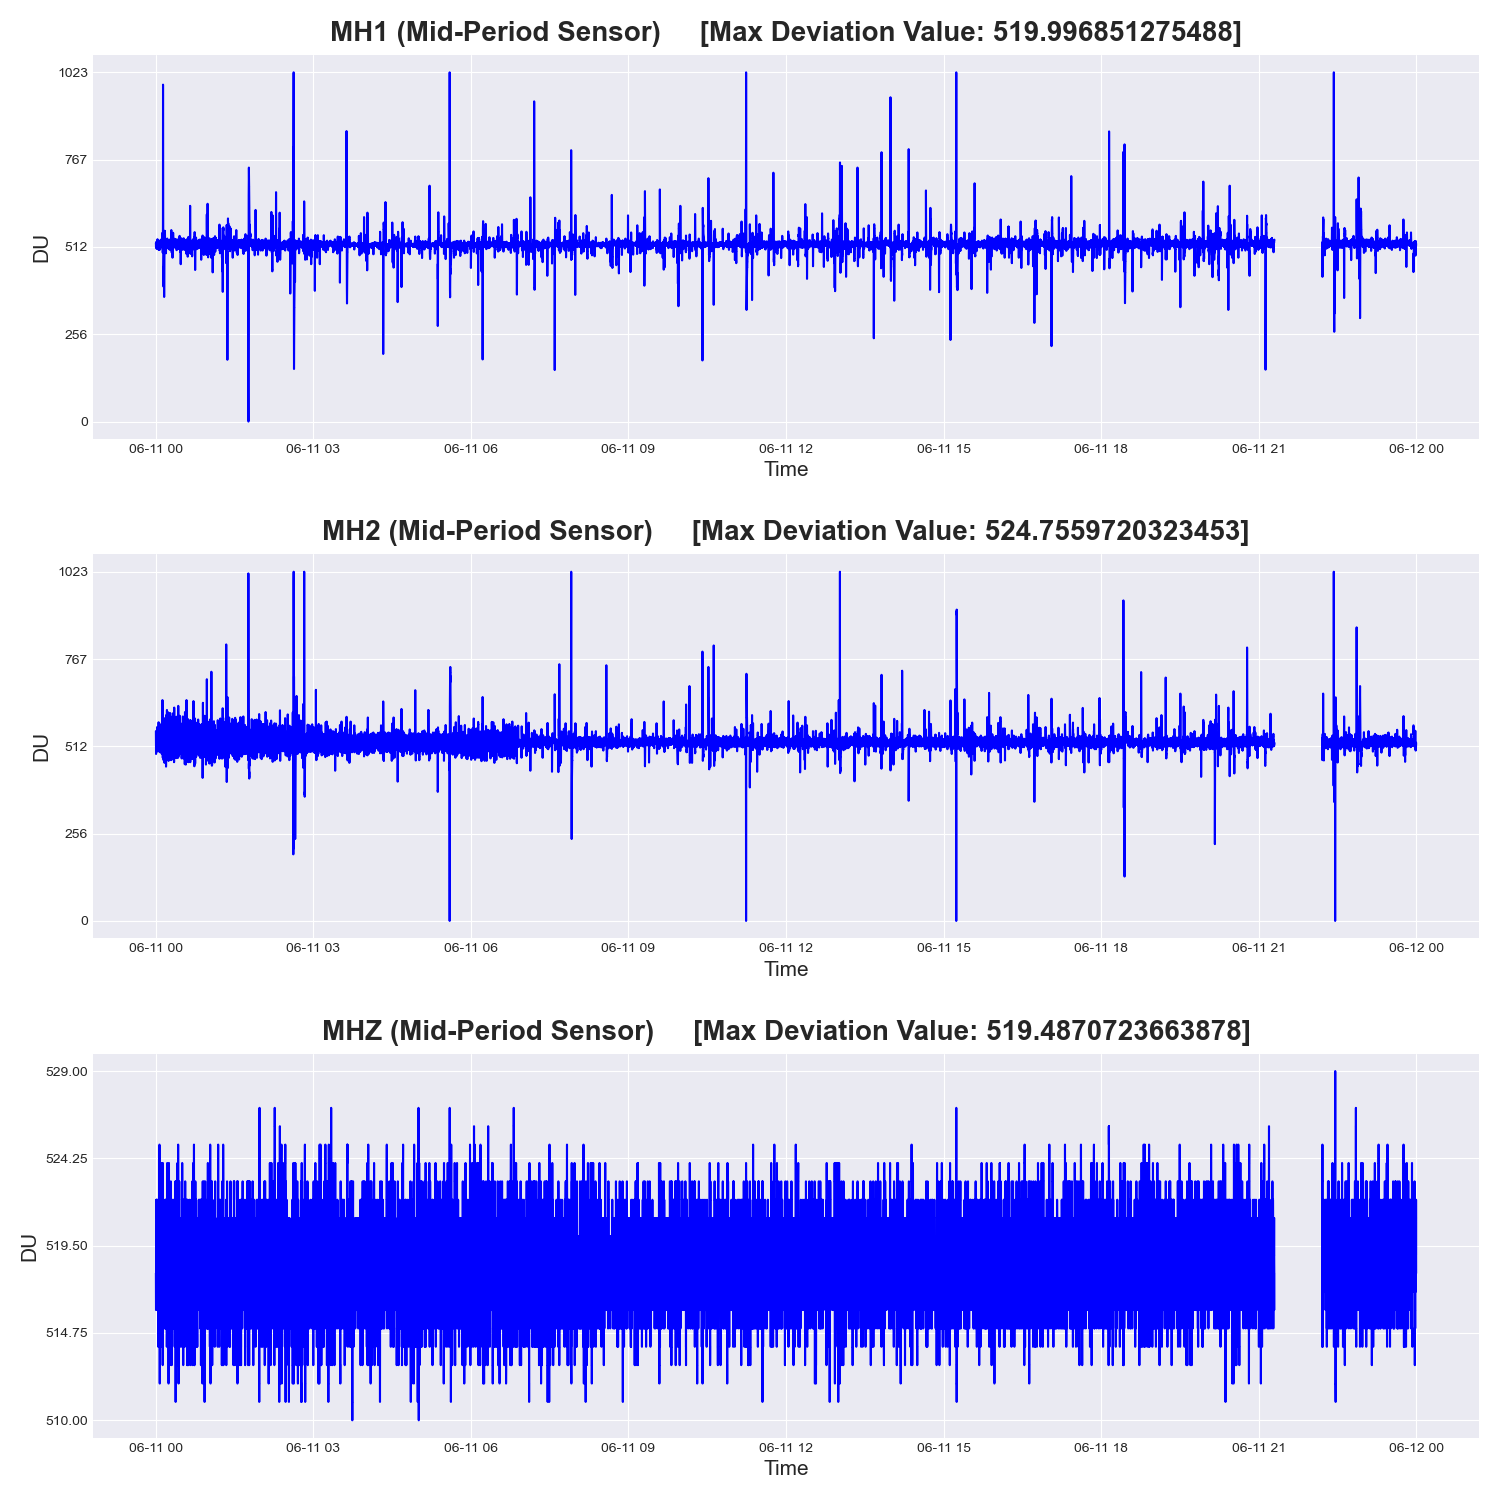 MH1 (Mid-Period Sensor) [Max Deviation Value: 519.996851275488]
1023
767
512
256
0
DU
06-11 00 06-11 03 06-11 06 06-11 09 06-11 12 06-11 15 06-11 18 06-11 21 06-12 00
Time
MH2 (Mid-Period Sensor) [Max Deviation Value: 524.7559720323453]
1023
767
512
256
0
DU
06-11 00 06-11 03 06-11 06 06-11 09 06-11 12 06-11 15 06-11 18 06-11 21 06-12 00
Time
MHZ (Mid-Period Sensor) [Max Deviation Value: 519.4870723663878]
529.00
524.25
519.50
514.75
510.00
DU
06-11 00 06-11 03 06-11 06 06-11 09 06-11 12 06-11 15 06-11 18 06-11 21 06-12 00
Time